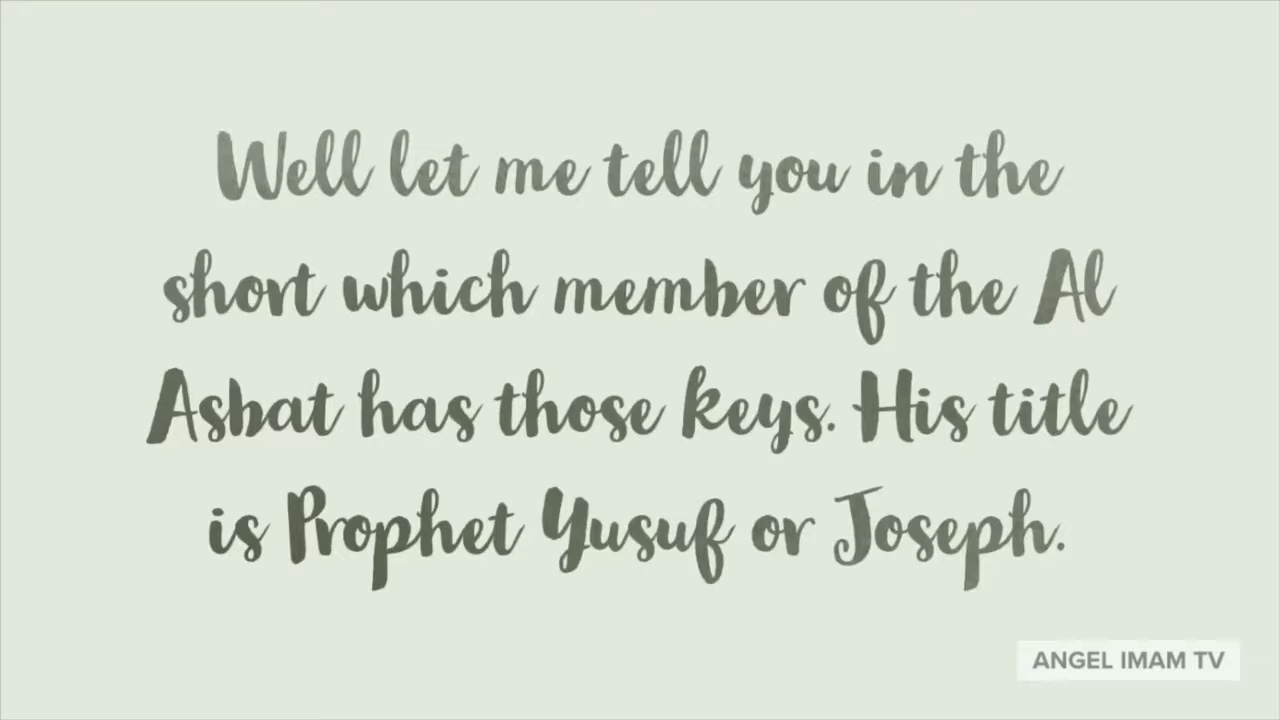 Well let me tell you in the
short which member of the Al
Asbat has those keys. His title
is Prophet Yusuf or Joseph.
ANGEL IMAM TV